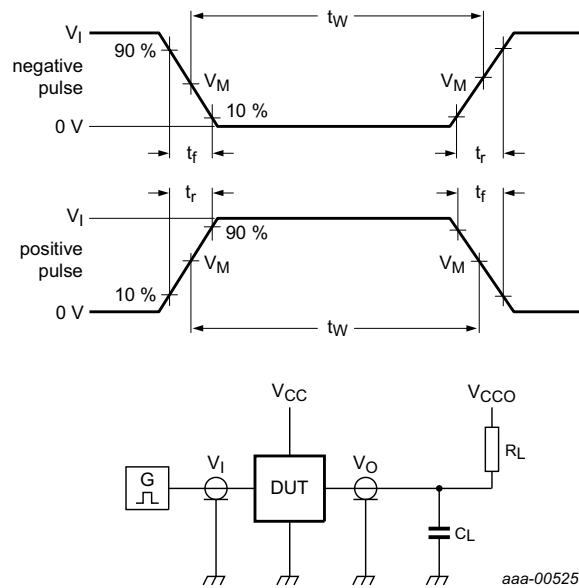 V_I
negative
pulse
90 %
t_W
V_M
V_M
10 %
0 V
t_f
t_r
V_I
positive
pulse
t_r
t_f
90 %
V_M
V_M
10 %
0 V
t_W
V_CC
V_CCO
R_L
G
V_I
DUT
V_O
C_L
aaa-00525